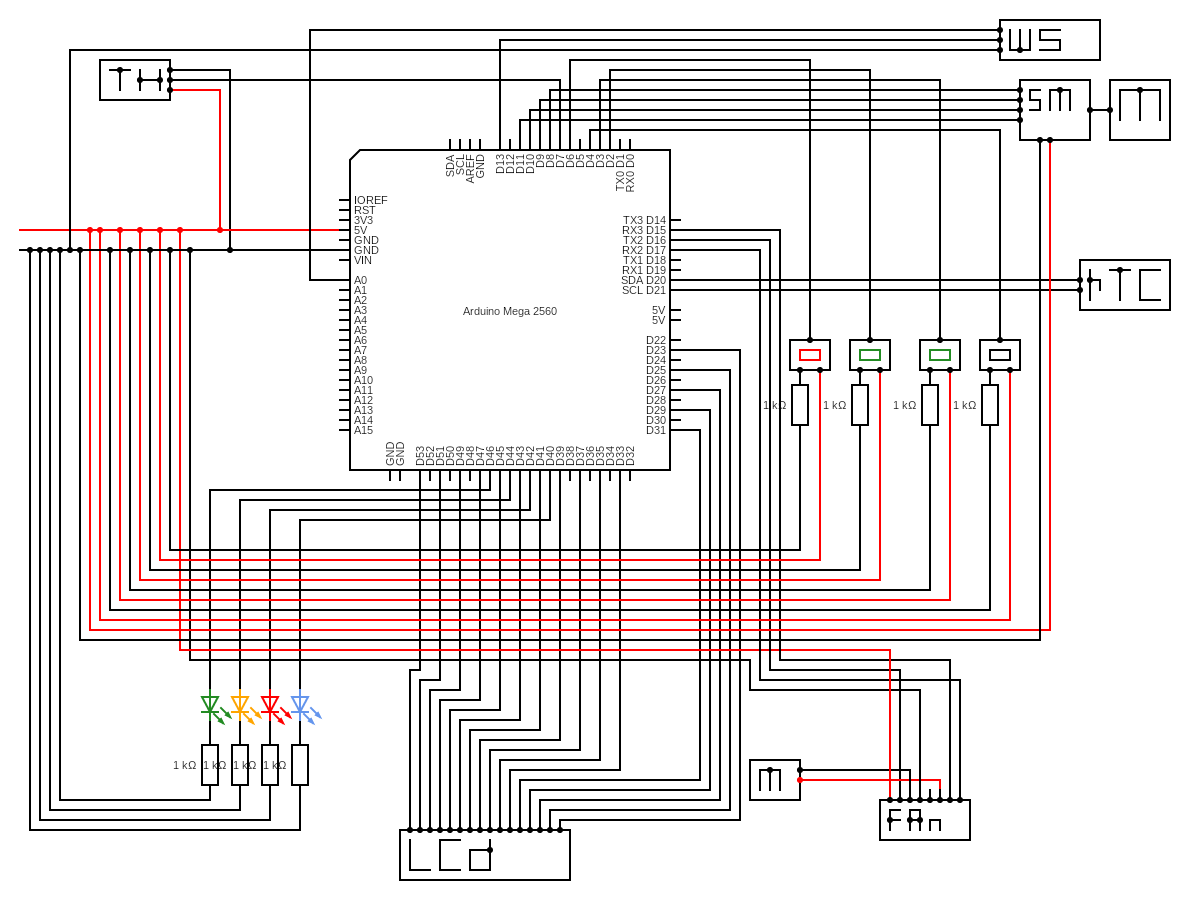 WS
SDA
SCL
AREF
GND
D13
D12
D11
D10
D9
D8
D7
D6
D5
D4
D3
D2
TX0 D1
RX0 D0
IOREF
RST
3V3
5V
GND
GND
VIN
A0
A1
A2
A3
A4
A5
A6
A7
A8
A9
A10
A11
A12
A13
A14
A15
Arduino Mega 2560
TX3 D14
RX3 D15
TX2 D16
RX2 D17
TX1 D18
RX1 D19
SDA D20
SCL D21
5V
5V
D22
D23
D24
D25
D26
D27
D28
D29
D30
D31
1 kΩ
1 kΩ
1 kΩ
1 kΩ
GND
GND
D53
D52
D51
D50
D49
D48
D47
D46
D45
D44
D43
D42
D41
D40
D39
D38
D37
D36
D35
D34
D33
D32
1 kΩ
1 kΩ
1 kΩ
1 kΩ
LCd